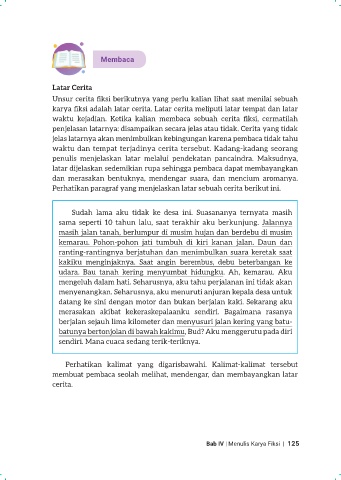 Membaca
Latar Cerita
Unsur cerita fiksi berikutnya yang perlu kalian lihat saat menilai sebuah
karya fiksi adalah latar cerita. Latar cerita meliputi latar tempat dan latar
waktu kejadian. Ketika kalian membaca sebuah cerita fiksi, cermatilah
penjelasan latarnya: disampaikan secara jelas atau tidak. Cerita yang tidak
jelas latarnya akan menimbulkan kebingungan karena pembaca tidak tahu
waktu dan tempat terjadinya cerita tersebut. Kadang-kadang seorang
penulis menjelaskan latar melalui pendekatan pancaindra. Maksudnya,
latar dijelaskan sedemikian rupa sehingga pembaca dapat membayangkan
dan merasakan bentuknya, mendengar suara, dan mencium aromanya.
Perhatikan paragraf yang menjelaskan latar sebuah cerita berikut ini.
Sudah lama aku tidak ke desa ini. Suasananya ternyata masih
sama seperti 10 tahun lalu, saat terakhir aku berkunjung. Jalannya
masih jalan tanah, berlumpur di musim hujan dan berdebu di musim
kemarau. Pohon-pohon jati tumbuh di kiri kanan jalan. Daun dan
ranting-rantingnya berjatuhan dan menimbulkan suara keretak saat
kakiku menginjaknya. Saat angin berembus, debu beterbangan ke
udara. Bau tanah kering menyumbat hidungku. Ah, kemarau. Aku
mengeluh dalam hati. Seharusnya, aku tahu perjalanan ini tidak akan
menyenangkan. Seharusnya, aku menuruti anjuran kepala desa untuk
datang ke sini dengan motor dan bukan berjalan kaki. Sekarang aku
merasakan akibat kekeraskepalaanku sendiri. Bagaimana rasanya
berjalan sejauh lima kilometer dan menyusuri jalan kering yang batu-
batunya bertonjolan di bawah kakimu, Bud? Aku menggerutu pada diri
sendiri. Mana cuaca sedang terik-teriknya.
Perhatikan kalimat yang digarisbawahi. Kalimat-kalimat tersebut
membuat pembaca seolah melihat, mendengar, dan membayangkan latar
cerita.
Bab IV | Menulis Karya Fiksi | 125